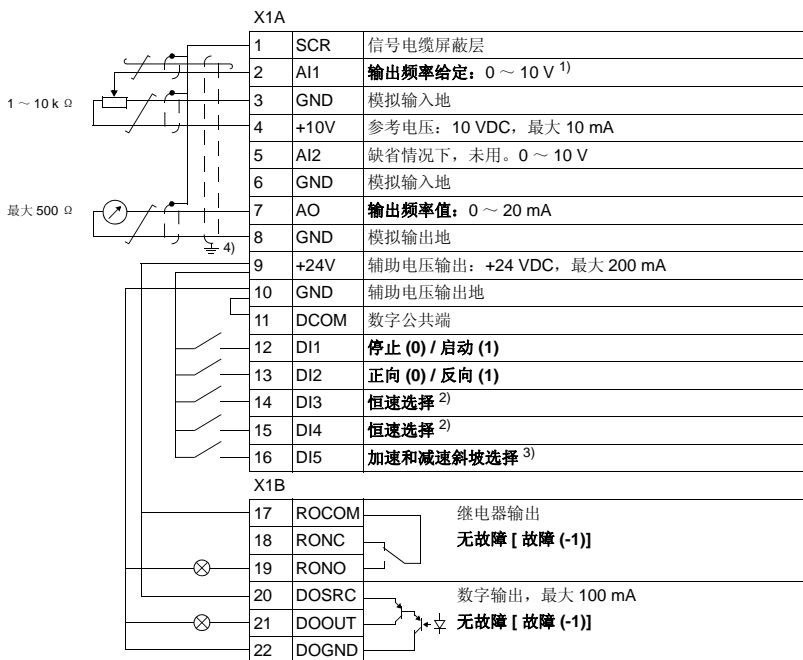 X1A
1 SCR 信号电缆屏蔽层
2 AI1 输出频率给定：0 ～ 10 V 1)
1 ～ 10 k Ω
3 GND 模拟输入地
4 +10V 参考电压：10 VDC，最大 10 mA
5 AI2 缺省情况下，未用。0 ～ 10 V
6 GND 模拟输入地
最大 500 Ω
7 AO 输出频率值：0 ～ 20 mA
8 GND 模拟输出地
4)
9 +24V 辅助电压输出：+24 VDC，最大 200 mA
10 GND 辅助电压输出地
11 DCOM 数字公共端
12 DI1 停止 (0) / 启动 (1)
13 DI2 正向 (0) / 反向 (1)
14 DI3 恒速选择 2)
15 DI4 恒速选择 2)
16 DI5 加速和减速斜坡选择 3)
X1B
17 ROCOM 继电器输出
18 RONC 无故障 [ 故障 (-1)]
19 RONO
20 DOSRC 数字输出，最大 100 mA
21 DOOUT 无故障 [ 故障 (-1)]
22 DOGND